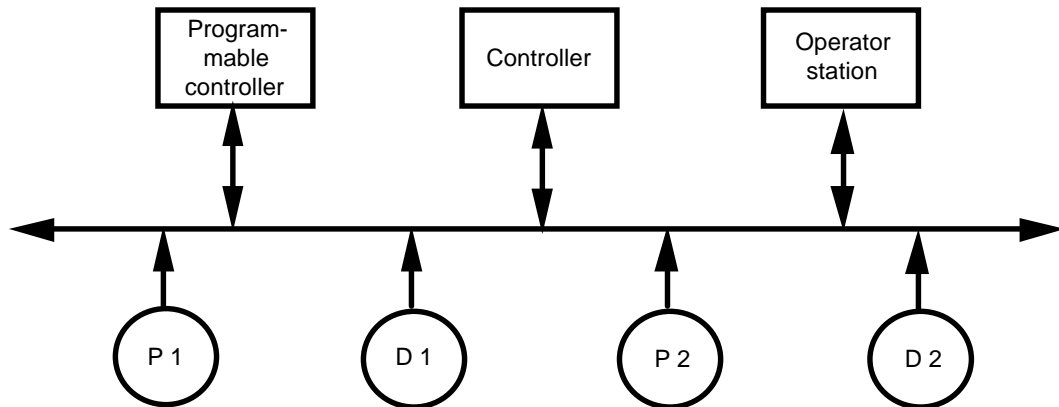 Program-
mable
controller
Controller
Operator
station
P 1
D 1
P 2
D 2